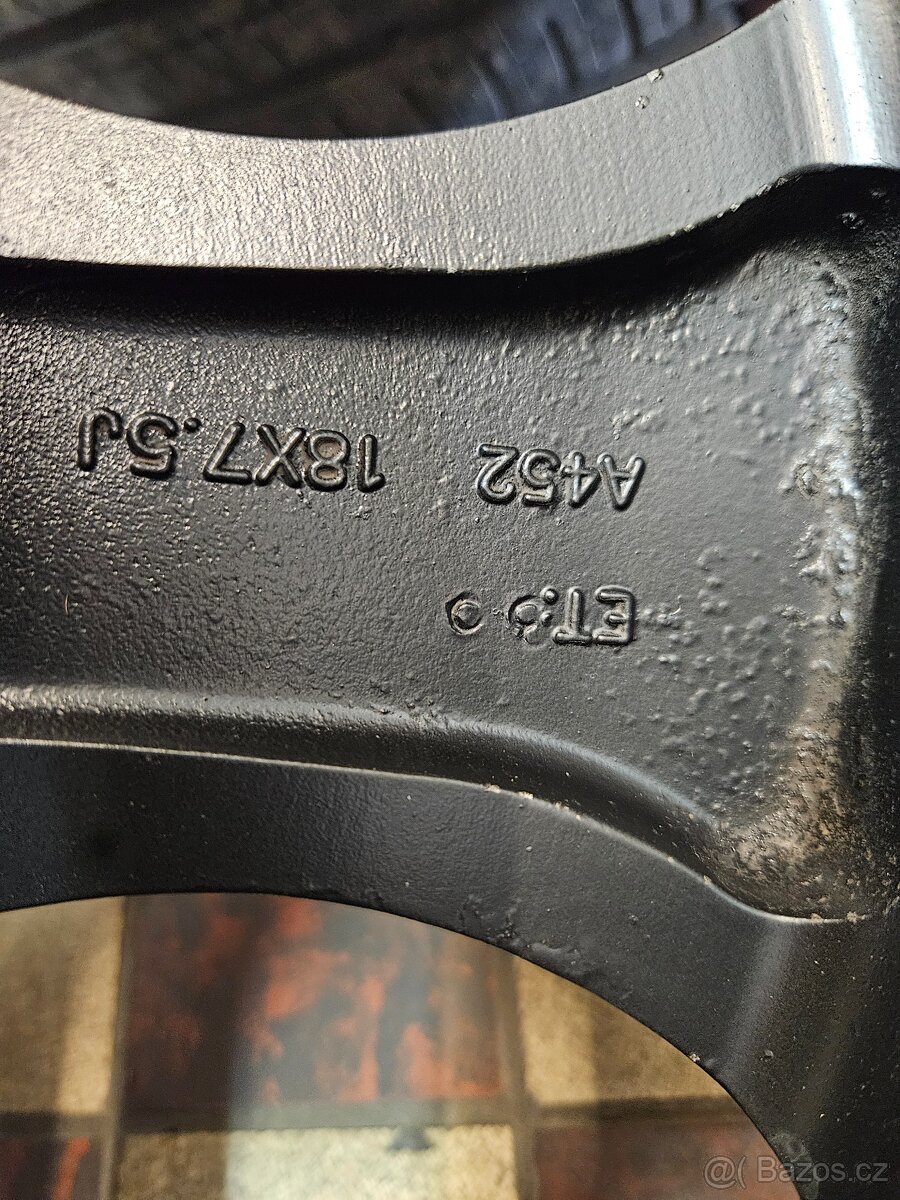 18X7.5J
A452
ET:
@( Bazos.cz